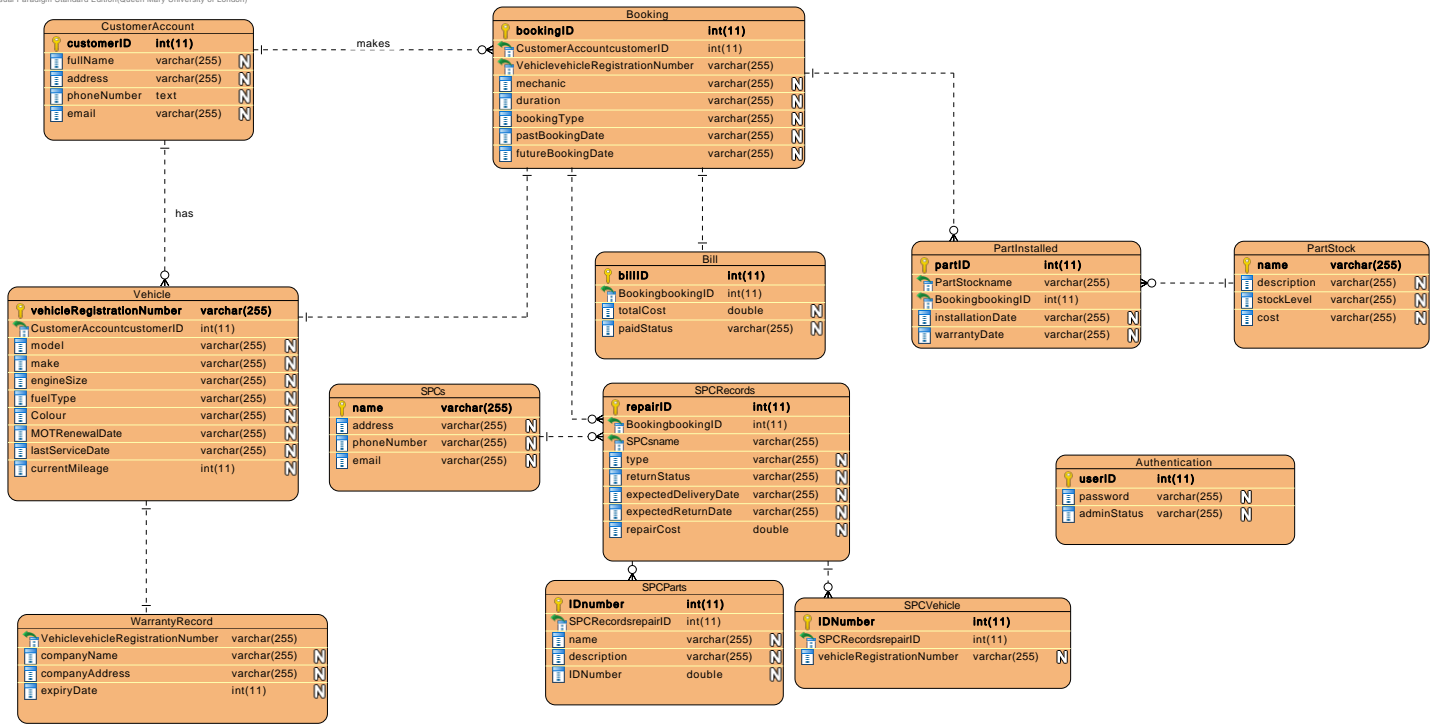 Paradigm Standard Edition(Queen Mary University of London)
CustomerAccount
customerID int(11)
fullName varchar(255) N
address varchar(255) N
phoneNumber text N
email varchar(255) N
makes
Booking
bookingID int(11)
CustomerAccountcustomerID int(11)
VehiclevehicleRegistrationNumber varchar(255)
mechanic varchar(255) N
duration varchar(255) N
bookingType varchar(255) N
pastBookingDate varchar(255) N
futureBookingDate varchar(255) N
has
Bill
billID int(11)
BookingbookingID int(11)
totalCost double N
paidStatus varchar(255) N
PartInstalled
partID int(11)
PartStockname varchar(255)
BookingbookingID int(11)
installationDate varchar(255) N
warrantyDate varchar(255) N
PartStock
name varchar(255)
description varchar(255) N
stockLevel varchar(255) N
cost varchar(255) N
Vehicle
vehicleRegistrationNumber varchar(255)
CustomerAccountcustomerID int(11)
model varchar(255) N
make varchar(255) N
engineSize varchar(255) N
fuelType varchar(255) N
Colour varchar(255) N
MOTRenewalDate varchar(255) N
lastServiceDate varchar(255) N
currentMileage int(11) N
SPCs
name varchar(255)
address varchar(255) N
phoneNumber varchar(255) N
email varchar(255) N
SPCRecords
repairID int(11)
BookingbookingID int(11)
SPCsname varchar(255)
type varchar(255) N
returnStatus varchar(255) N
expectedDeliveryDate varchar(255) N
expectedReturnDate varchar(255) N
repairCost double N
Authentication
userID int(11)
password varchar(255) N
adminStatus varchar(255) N
SPCParts
IDnumber int(11)
SPCRecordsrepairID int(11)
name varchar(255) N
description varchar(255) N
IDNumber double N
SPCVehicle
IDNumber int(11)
SPCRecordsrepairID int(11)
vehicleRegistrationNumber varchar(255) N
WarrantyRecord
VehiclevehicleRegistrationNumber varchar(255)
companyName varchar(255) N
companyAddress varchar(255) N
expiryDate int(11) N